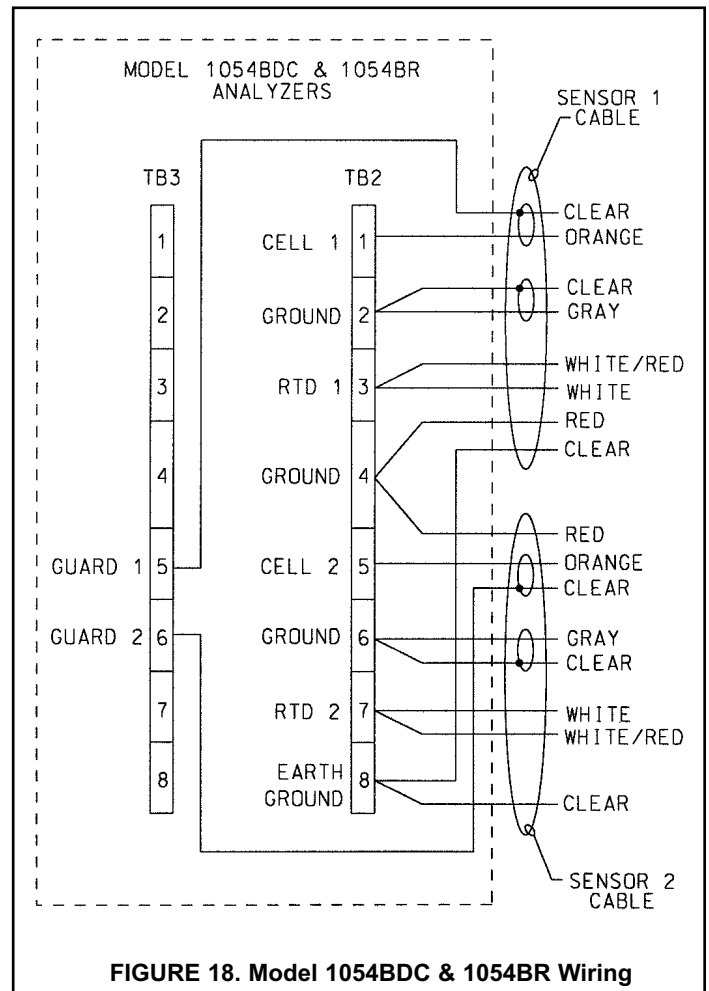 MODEL 1054BDC & 1054BR
ANALYZERS
SENSOR 1
CABLE
TB3
TB2
1
2
3
4
GUARD 1 5
GUARD 2 6
7
8
CELL 1 1
GROUND 2
RTD 1 3
GROUND 4
CELL 2 5
GROUND 6
RTD 2 7
EARTH
GROUND 8
CLEAR
ORANGE
CLEAR
GRAY
WHITE/RED
WHITE
RED
CLEAR
RED
ORANGE
CLEAR
GRAY
CLEAR
WHITE
WHITE/RED
CLEAR
SENSOR 2
CABLE
FIGURE 18. Model 1054BDC & 1054BR Wiring